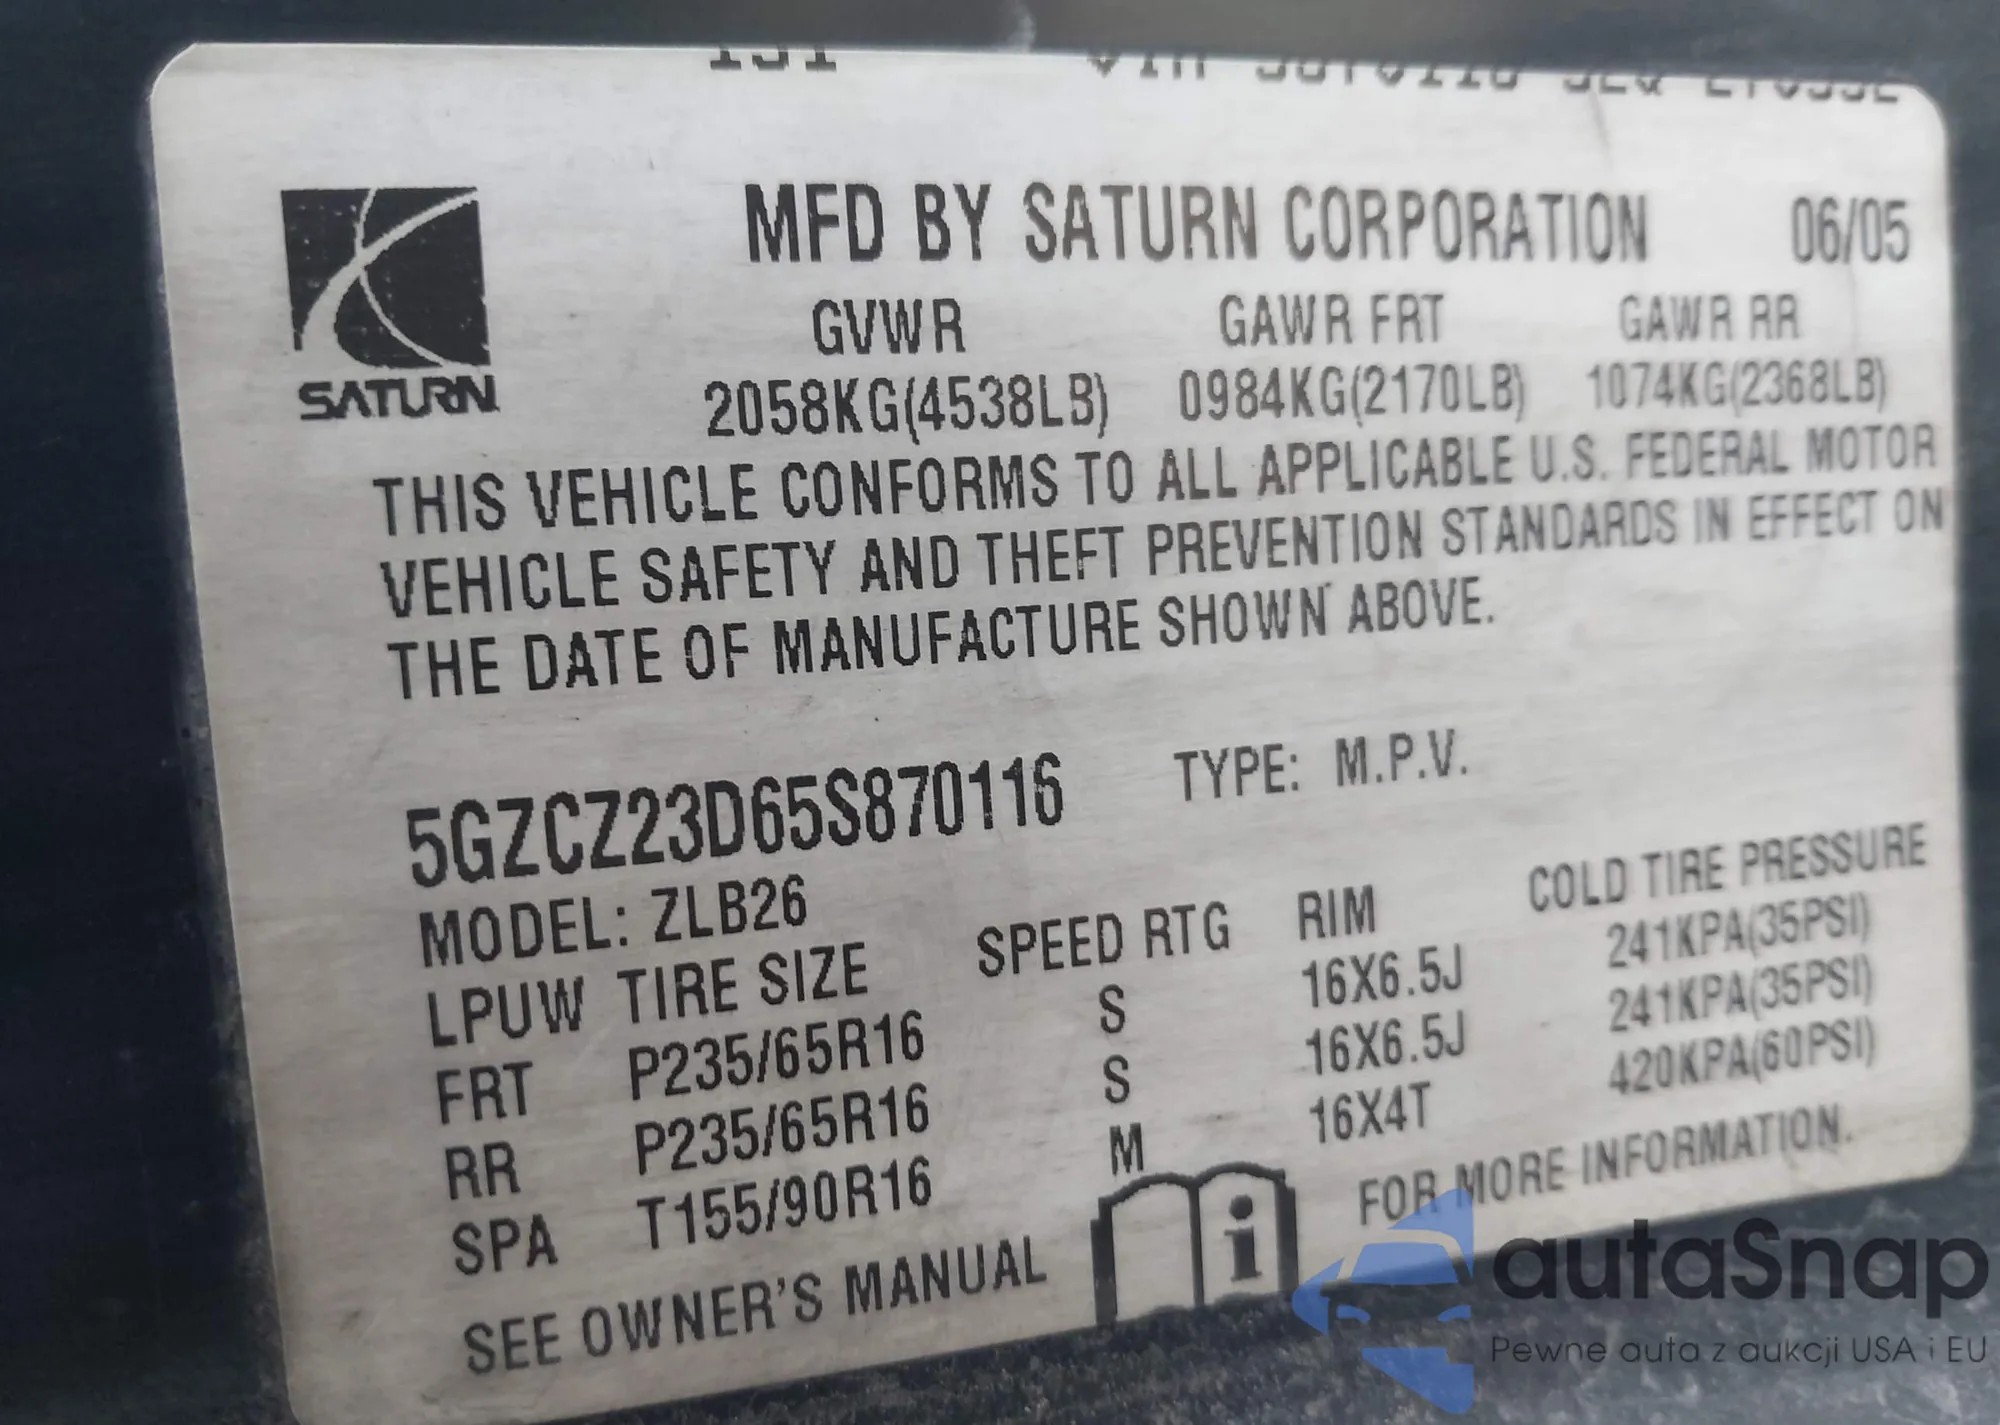 MFD BY SATURN CORPORATION 06/05
GVWR GAWR FRT GAWR RR
2058KG(4538LB) 0984KG(2170LB) 1074KG(2368LB)
SATURN
THIS VEHICLE CONFORMS TO ALL APPLICABLE U.S. FEDERAL MOTOR
VEHICLE SAFETY AND THEFT PREVENTION STANDARDS IN EFFECT ON
THE DATE OF MANUFACTURE SHOWN ABOVE.
5GZCZ23D65S870116 TYPE: M.P.V.
MODEL: ZLB26
LPUW TIRE SIZE SPEED RTG RIM COLD TIRE PRESSURE
FRT P235/65R16 S 16X6.5J 241KPA(35PSI)
RR P235/65R16 S 16X6.5J 241KPA(35PSI)
SPA T155/90R16 M 16X4T 420KPA(60PSI)
SEE OWNER'S MANUAL i FOR MORE INFORMATION.
autaSnap
Pewne auta z aukcji USA i EU